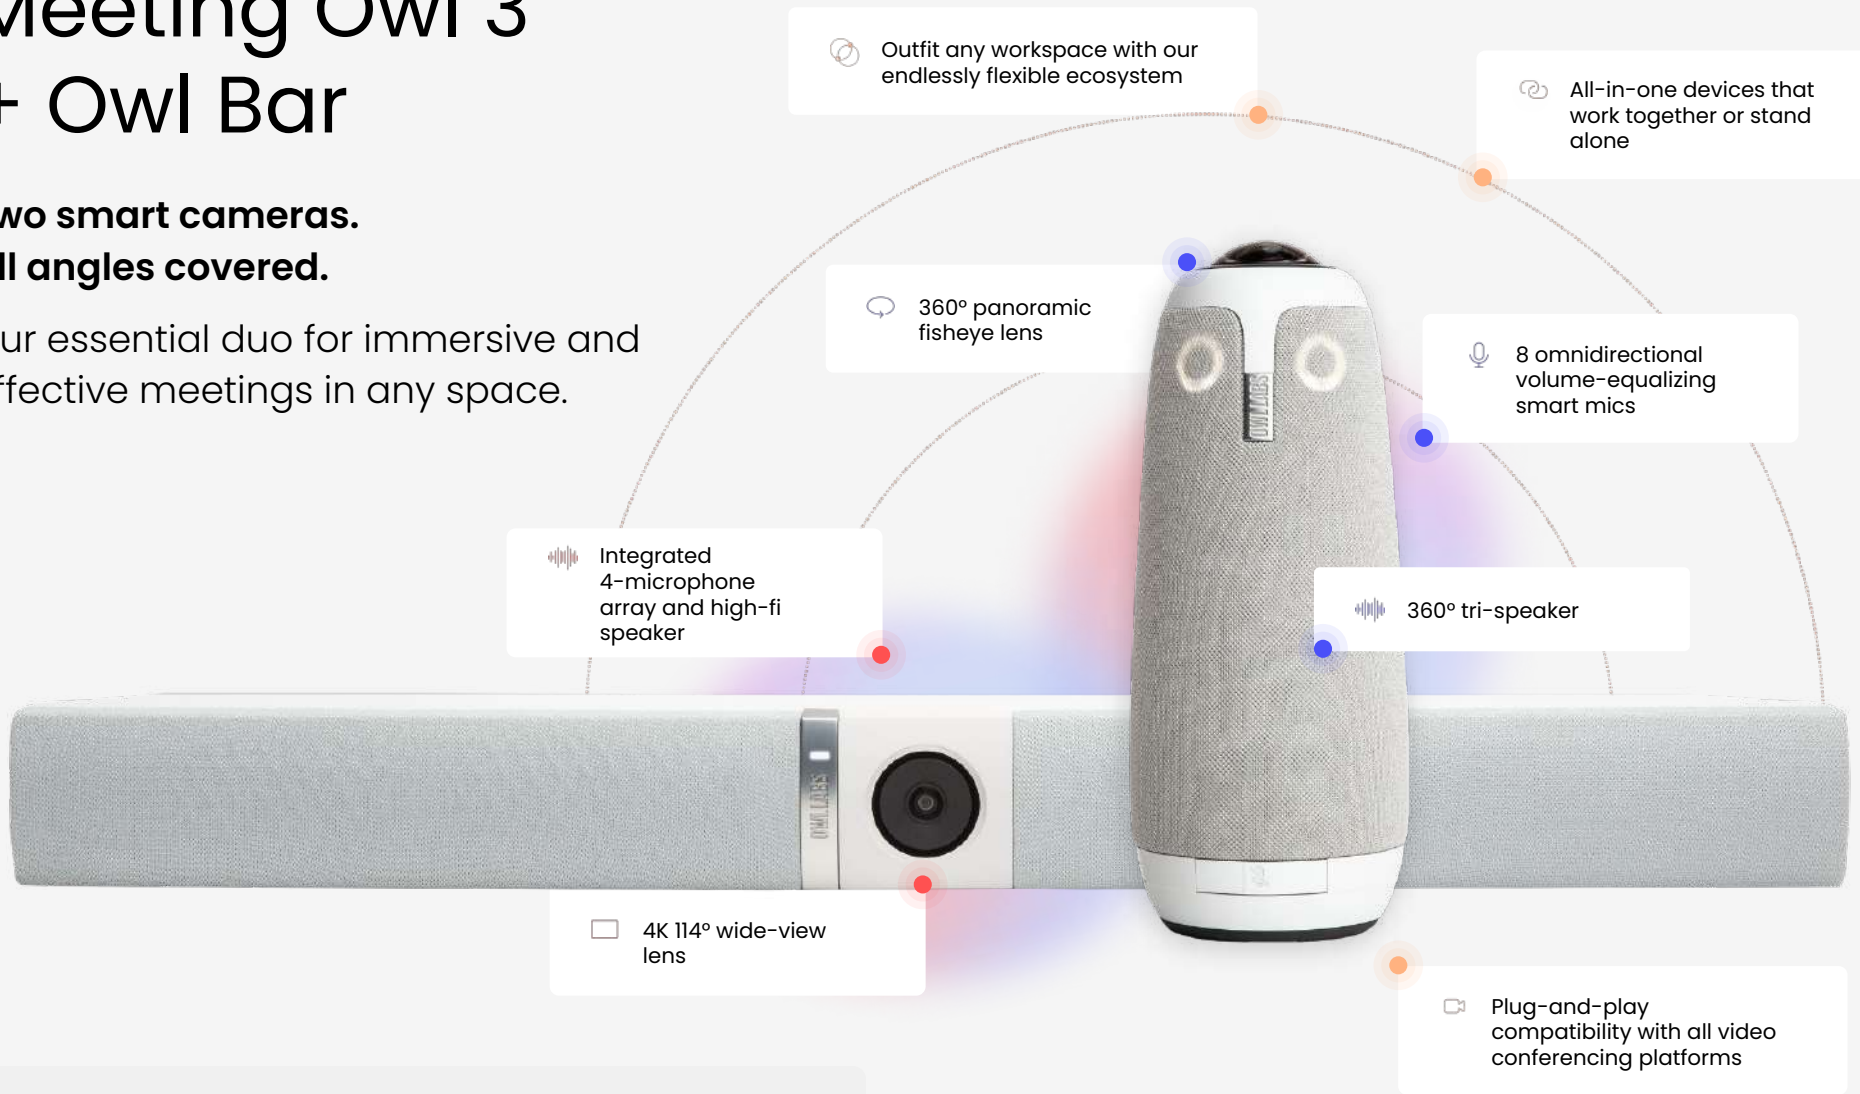 Meeting Owl 3
+ Owl Bar
wo smart cameras.
ll angles covered.
ur essential duo for immersive and
ffective meetings in any space.
Outfit any workspace with our
endlessly flexible ecosystem
All-in-one devices that
work together or stand
alone
360° panoramic
fisheye lens
8 omnidirectional
volume-equalizing
smart mics
OWL LABS
Integrated
4-microphone
array and high-fi
speaker
360° tri-speaker
OWL LABS
4K 114° wide-view
lens
Plug-and-play
compatibility with all video
conferencing platforms